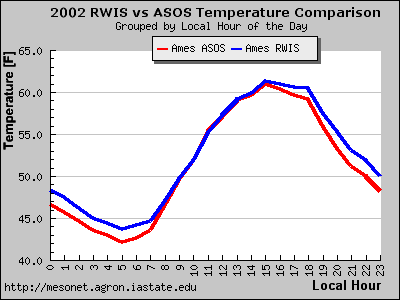 2002 RWIS vs ASOS Temperature Comparison
Grouped by Local Hour of the Day
Ames ASOS Ames RWIS
Temperature [F]
65.0
60.0
55.0
50.0
45.0
40.0
0 1 2 3 4 5 6 7 8 9 10 11 12 13 14 15 16 17 18 19 20 21 22 23
http://mesonet.agron.iastate.edu
Local Hour